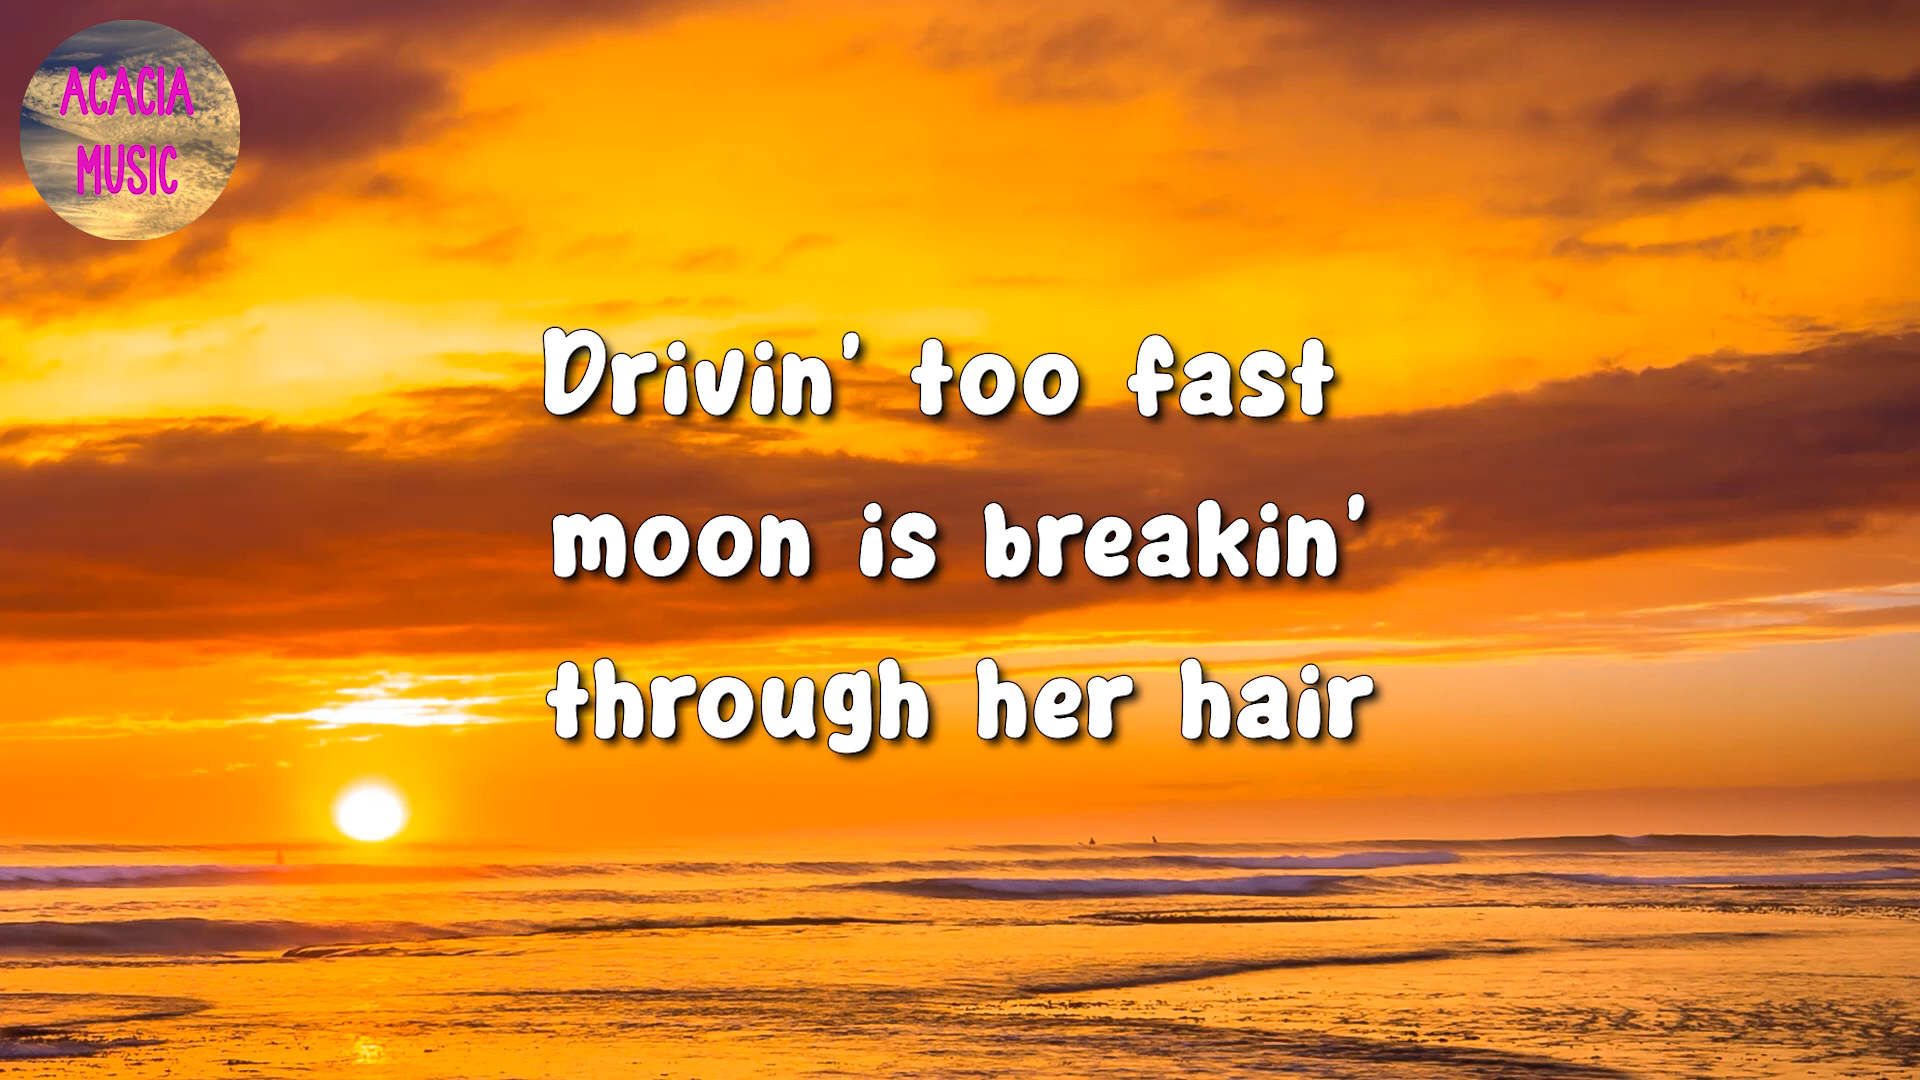 ACACIA
MUSIC
Drivin' too fast
moon is breakin'
through her hair